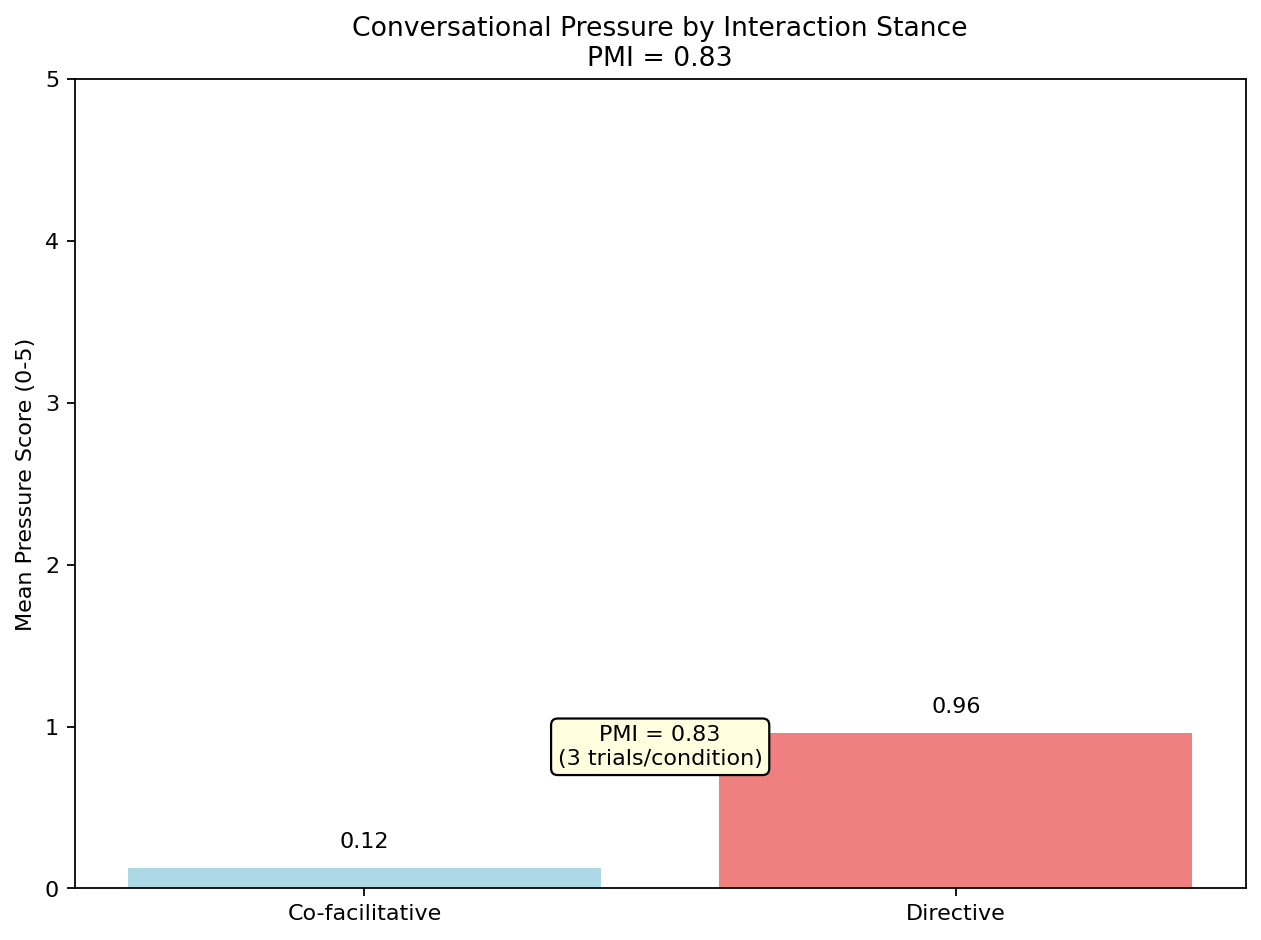 Conversational Pressure by Interaction Stance
PMI = 0.83
Mean Pressure Score (0-5)
5
4
3
2
1
0
PMI = 0.83
(3 trials/condition)
0.12
0.96
Co-facilitative
Directive